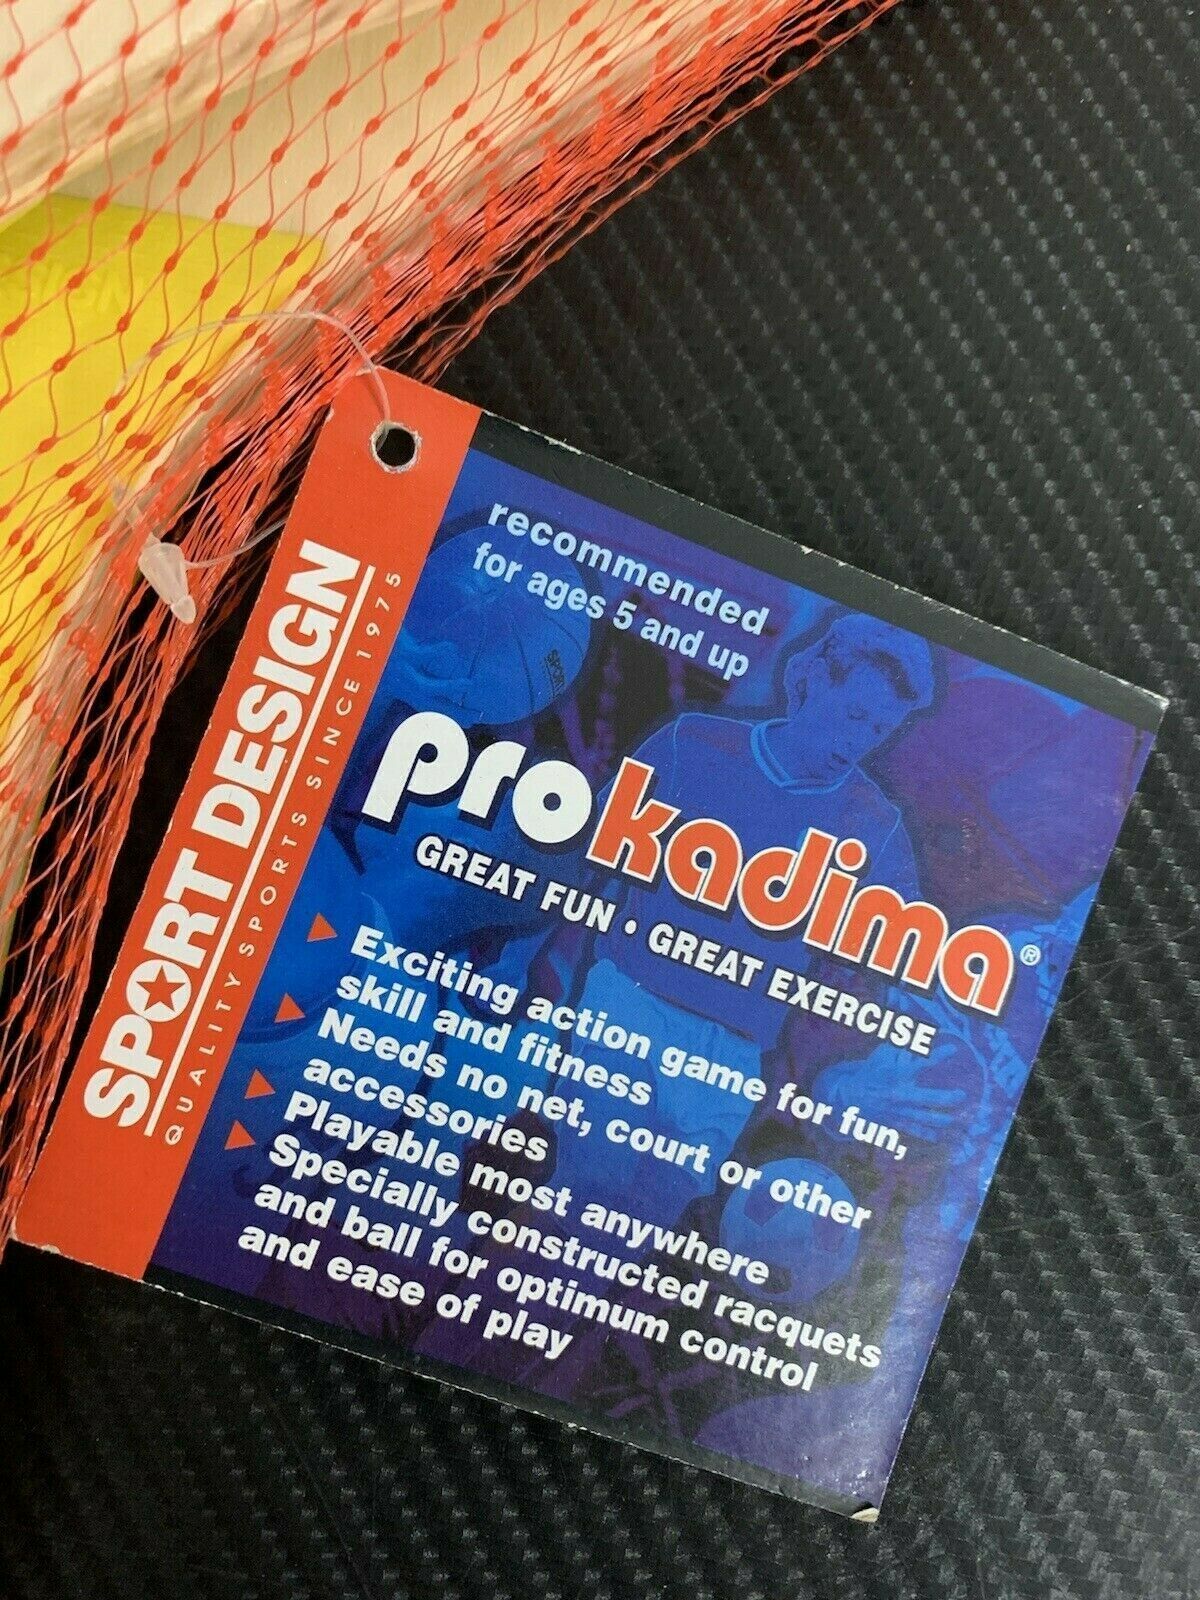 SPORT DESIGN
QUALITY SPORTS SINCE 1975
recommended
for ages 5 and up
prokadima®
GREAT FUN • GREAT EXERCISE
Exciting action game for fun,
skill and fitness
Needs no net, court or other
accessories
Playable most anywhere
Specially constructed racquets
and ball for optimum control
and ease of play